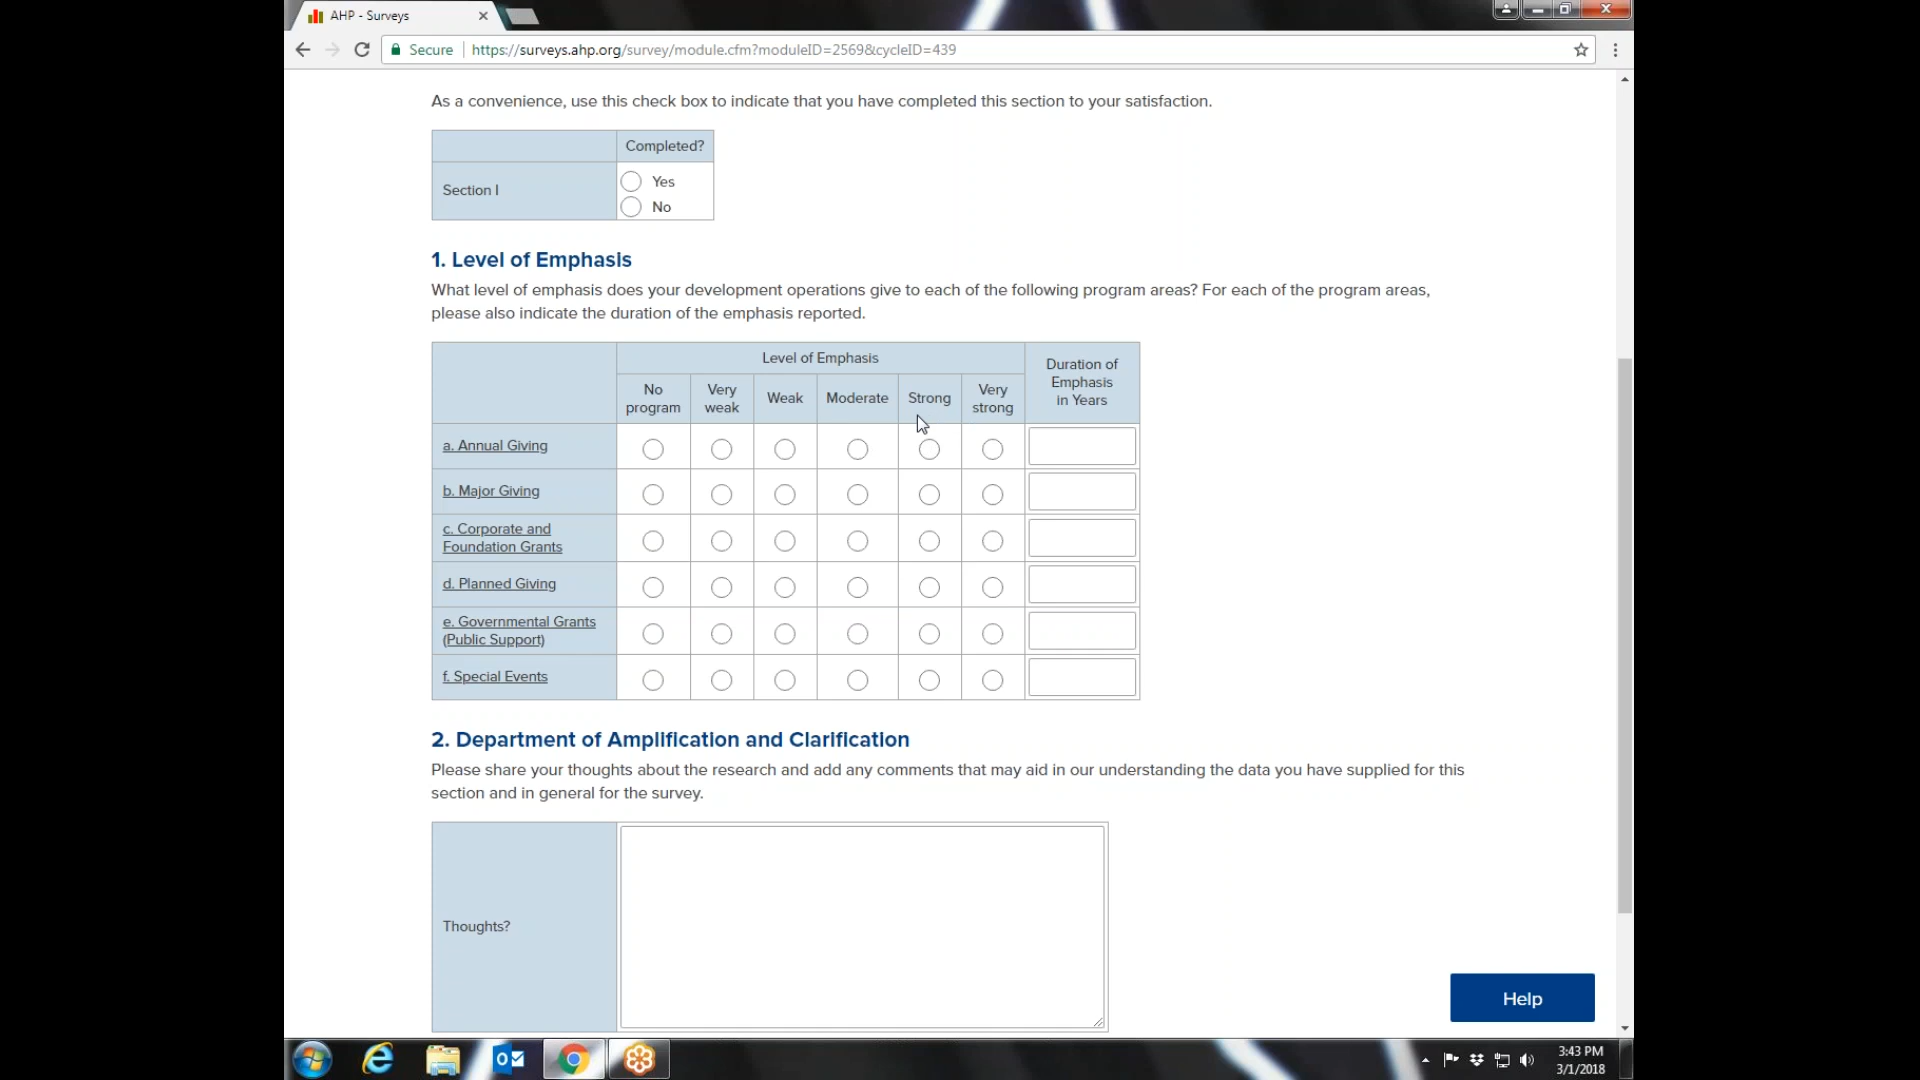 AHP - Surveys
Secure https://surveys.ahp.org/survey/module.cfm?moduleID=2569&cycleID=439
As a convenience, use this check box to indicate that you have completed this section to your satisfaction.
Completed?
Section I
Yes
No
1. Level of Emphasis
What level of emphasis does your development operations give to each of the following program areas? For each of the program areas,
please also indicate the duration of the emphasis reported.
Level of Emphasis
Duration of
Emphasis
in Years
No
program
Very
weak
Weak
Moderate
Strong
Very
strong
a. Annual Giving
b. Major Giving
c. Corporate and
Foundation Grants
d. Planned Giving
e. Governmental Grants
(Public Support)
f. Special Events
2. Department of Amplification and Clarification
Please share your thoughts about the research and add any comments that may aid in our understanding the data you have supplied for this
section and in general for the survey.
Thoughts?
Help
3:43 PM
3/1/2018